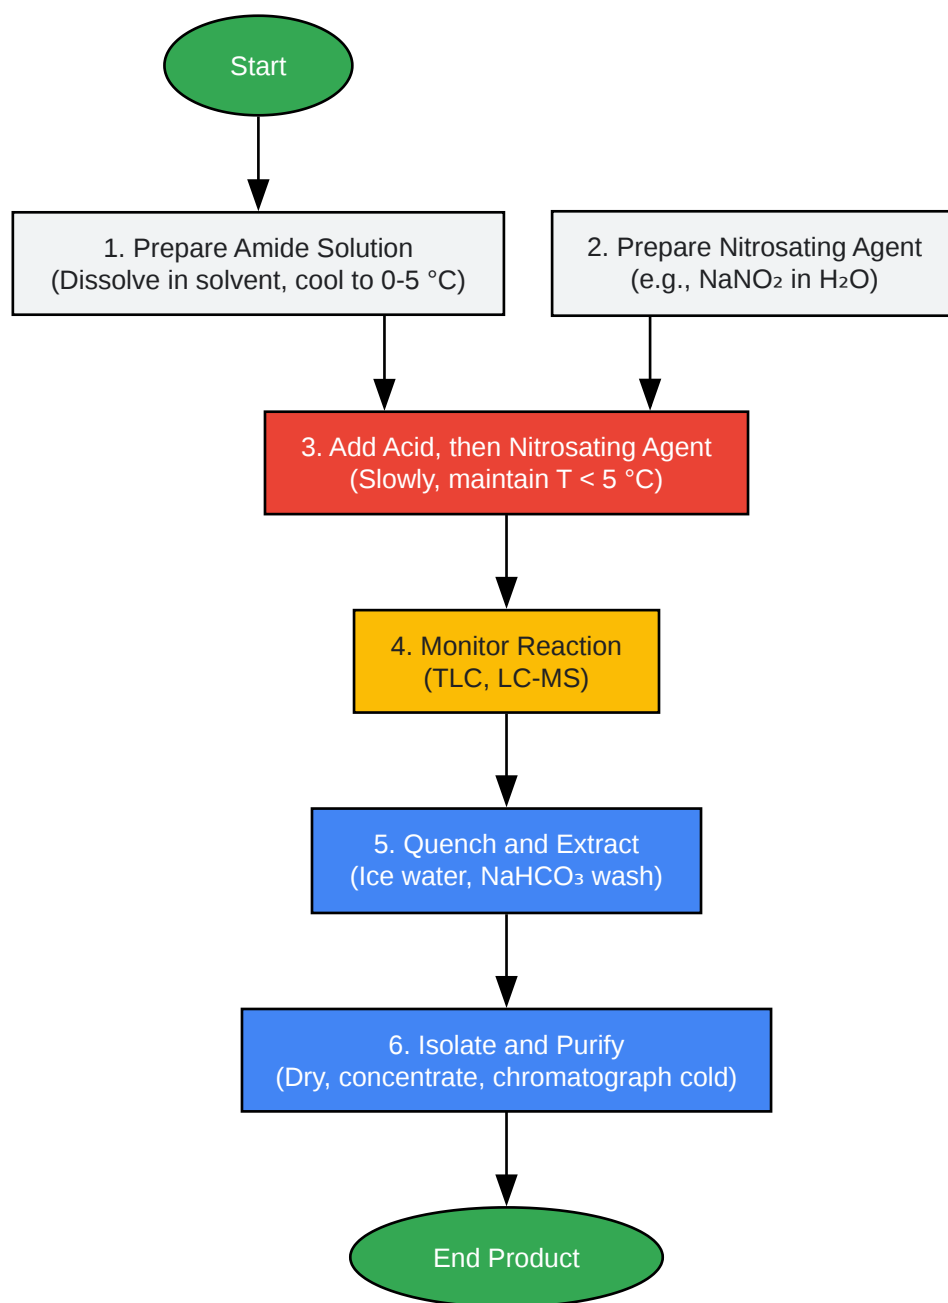 Start
1. Prepare Amide Solution
(Dissolve in solvent, cool to 0-5 °C)
2. Prepare Nitrosating Agent
(e.g., NaNO₂ in H₂O)
3. Add Acid, then Nitrosating Agent
(Slowly, maintain T < 5 °C)
4. Monitor Reaction
(TLC, LC-MS)
5. Quench and Extract
(Ice water, NaHCO₃ wash)
6. Isolate and Purify
(Dry, concentrate, chromatograph cold)
End Product